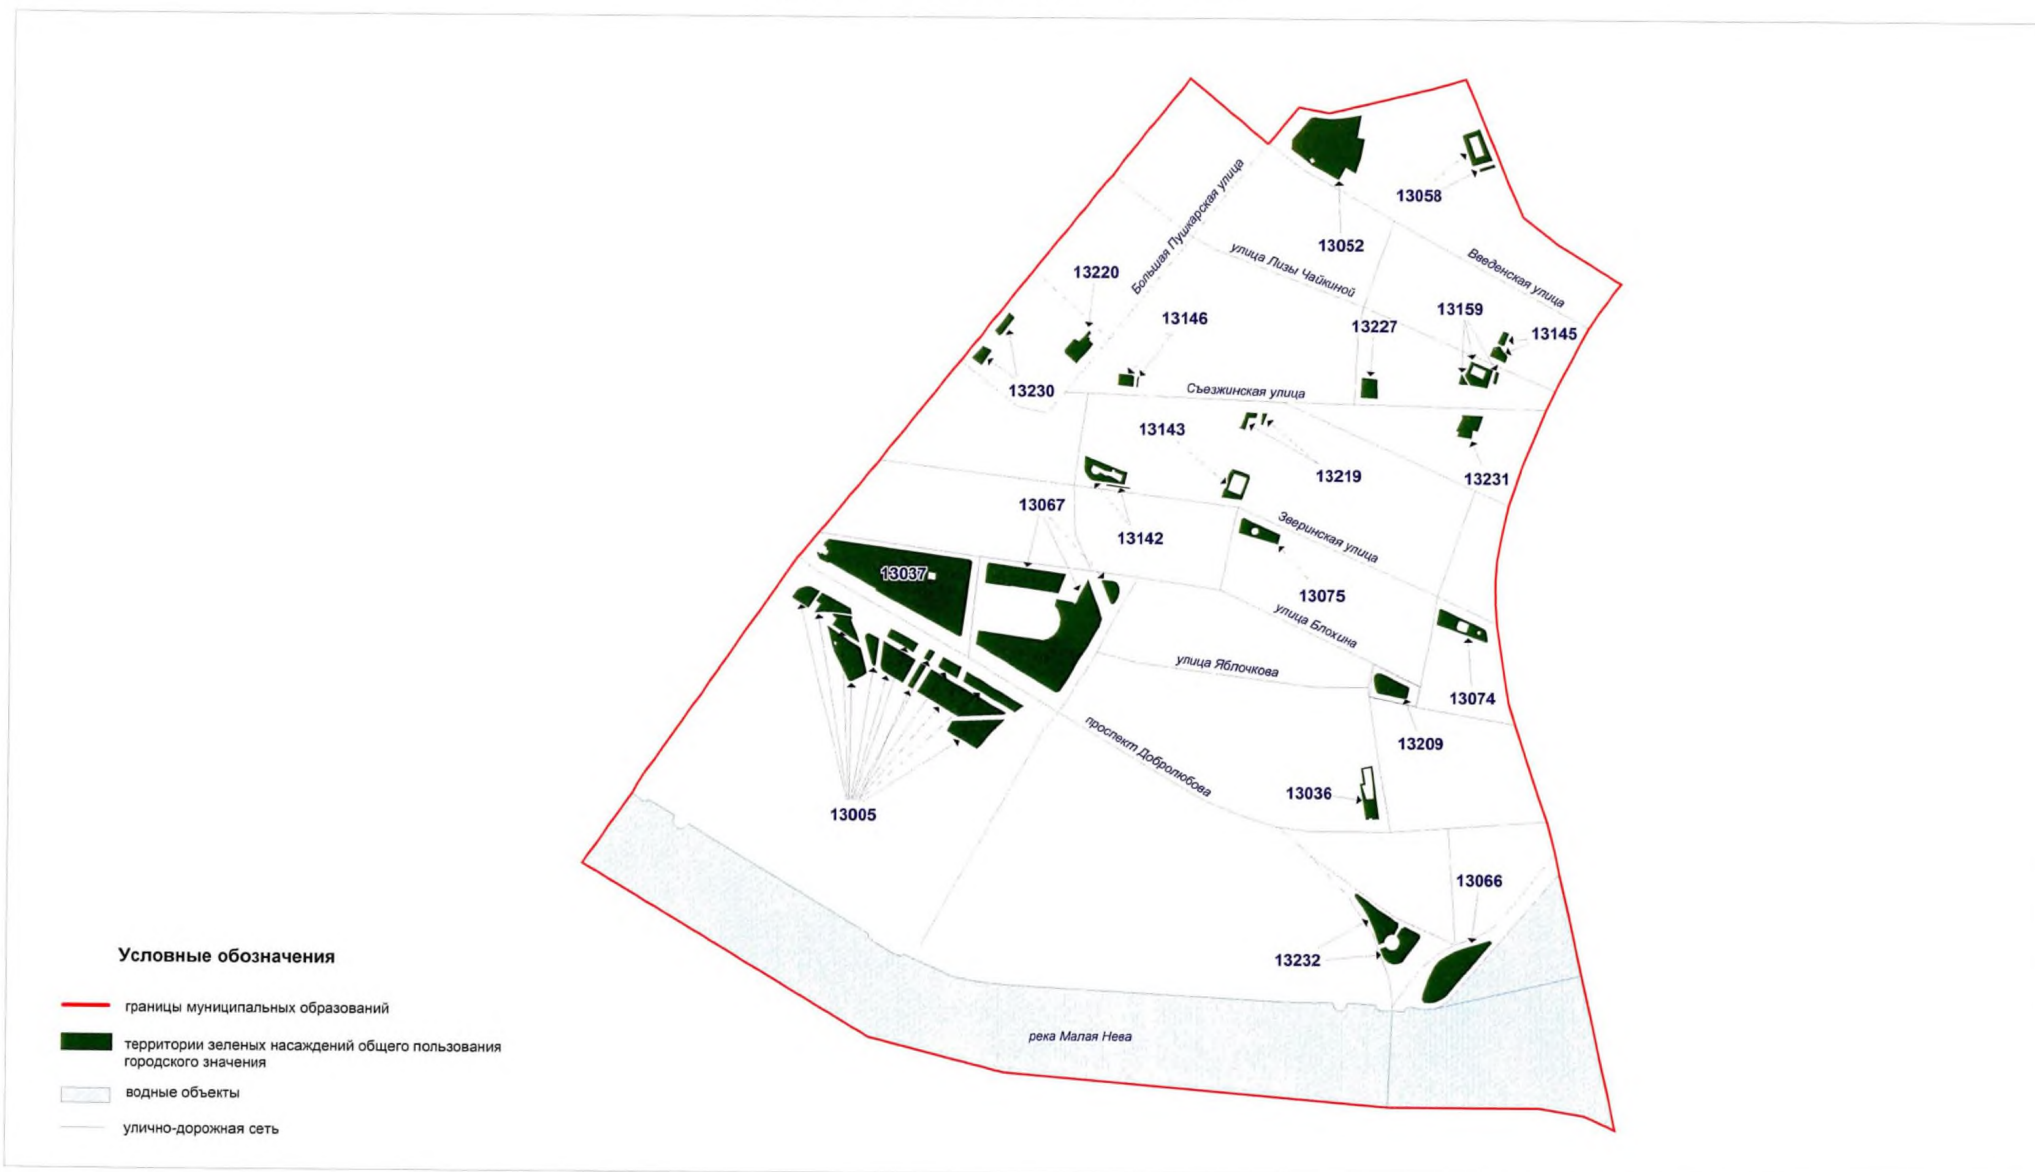 13058
Большая Пушкарская улица
13052
улица Лизы Чайкиной
Введенская улица
13220
13146
13227
13159
13145
13230
Съезжинская улица
13143
13219
13231
13067
13142
Зверинская улица
13037
13075
улица Блохина
улица Яблочкова
13074
проспект Добролюбова
13209
13036
13005
13066
13232
река Малая Нева
Условные обозначения
границы муниципальных образований
территории зеленых насаждений общего пользования
городского значения
водные объекты
улично-дорожная сеть